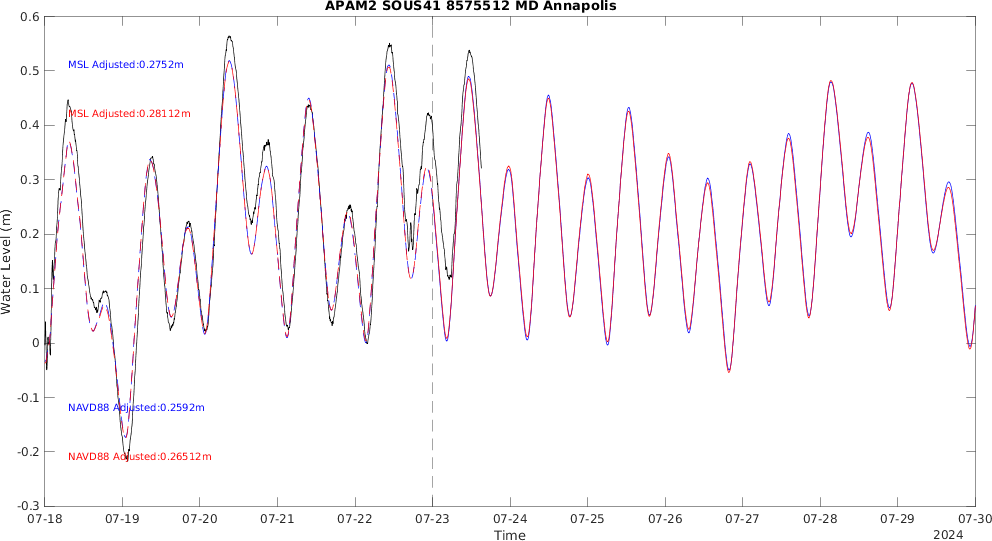 APAM2 SOUS41 8575512 MD Annapolis
0.6
0.5
0.4
0.3
0.2
0.1
0
-0.1
-0.2
-0.3
Water Level (m)
MSL Adjusted:0.2752m
MSL Adjusted:0.28112m
NAVD88 Adjusted:0.2592m
NAVD88 Adjusted:0.26512m
07-18 07-19 07-20 07-21 07-22 07-23 07-24 07-25 07-26 07-27 07-28 07-29 07-30
Time
2024